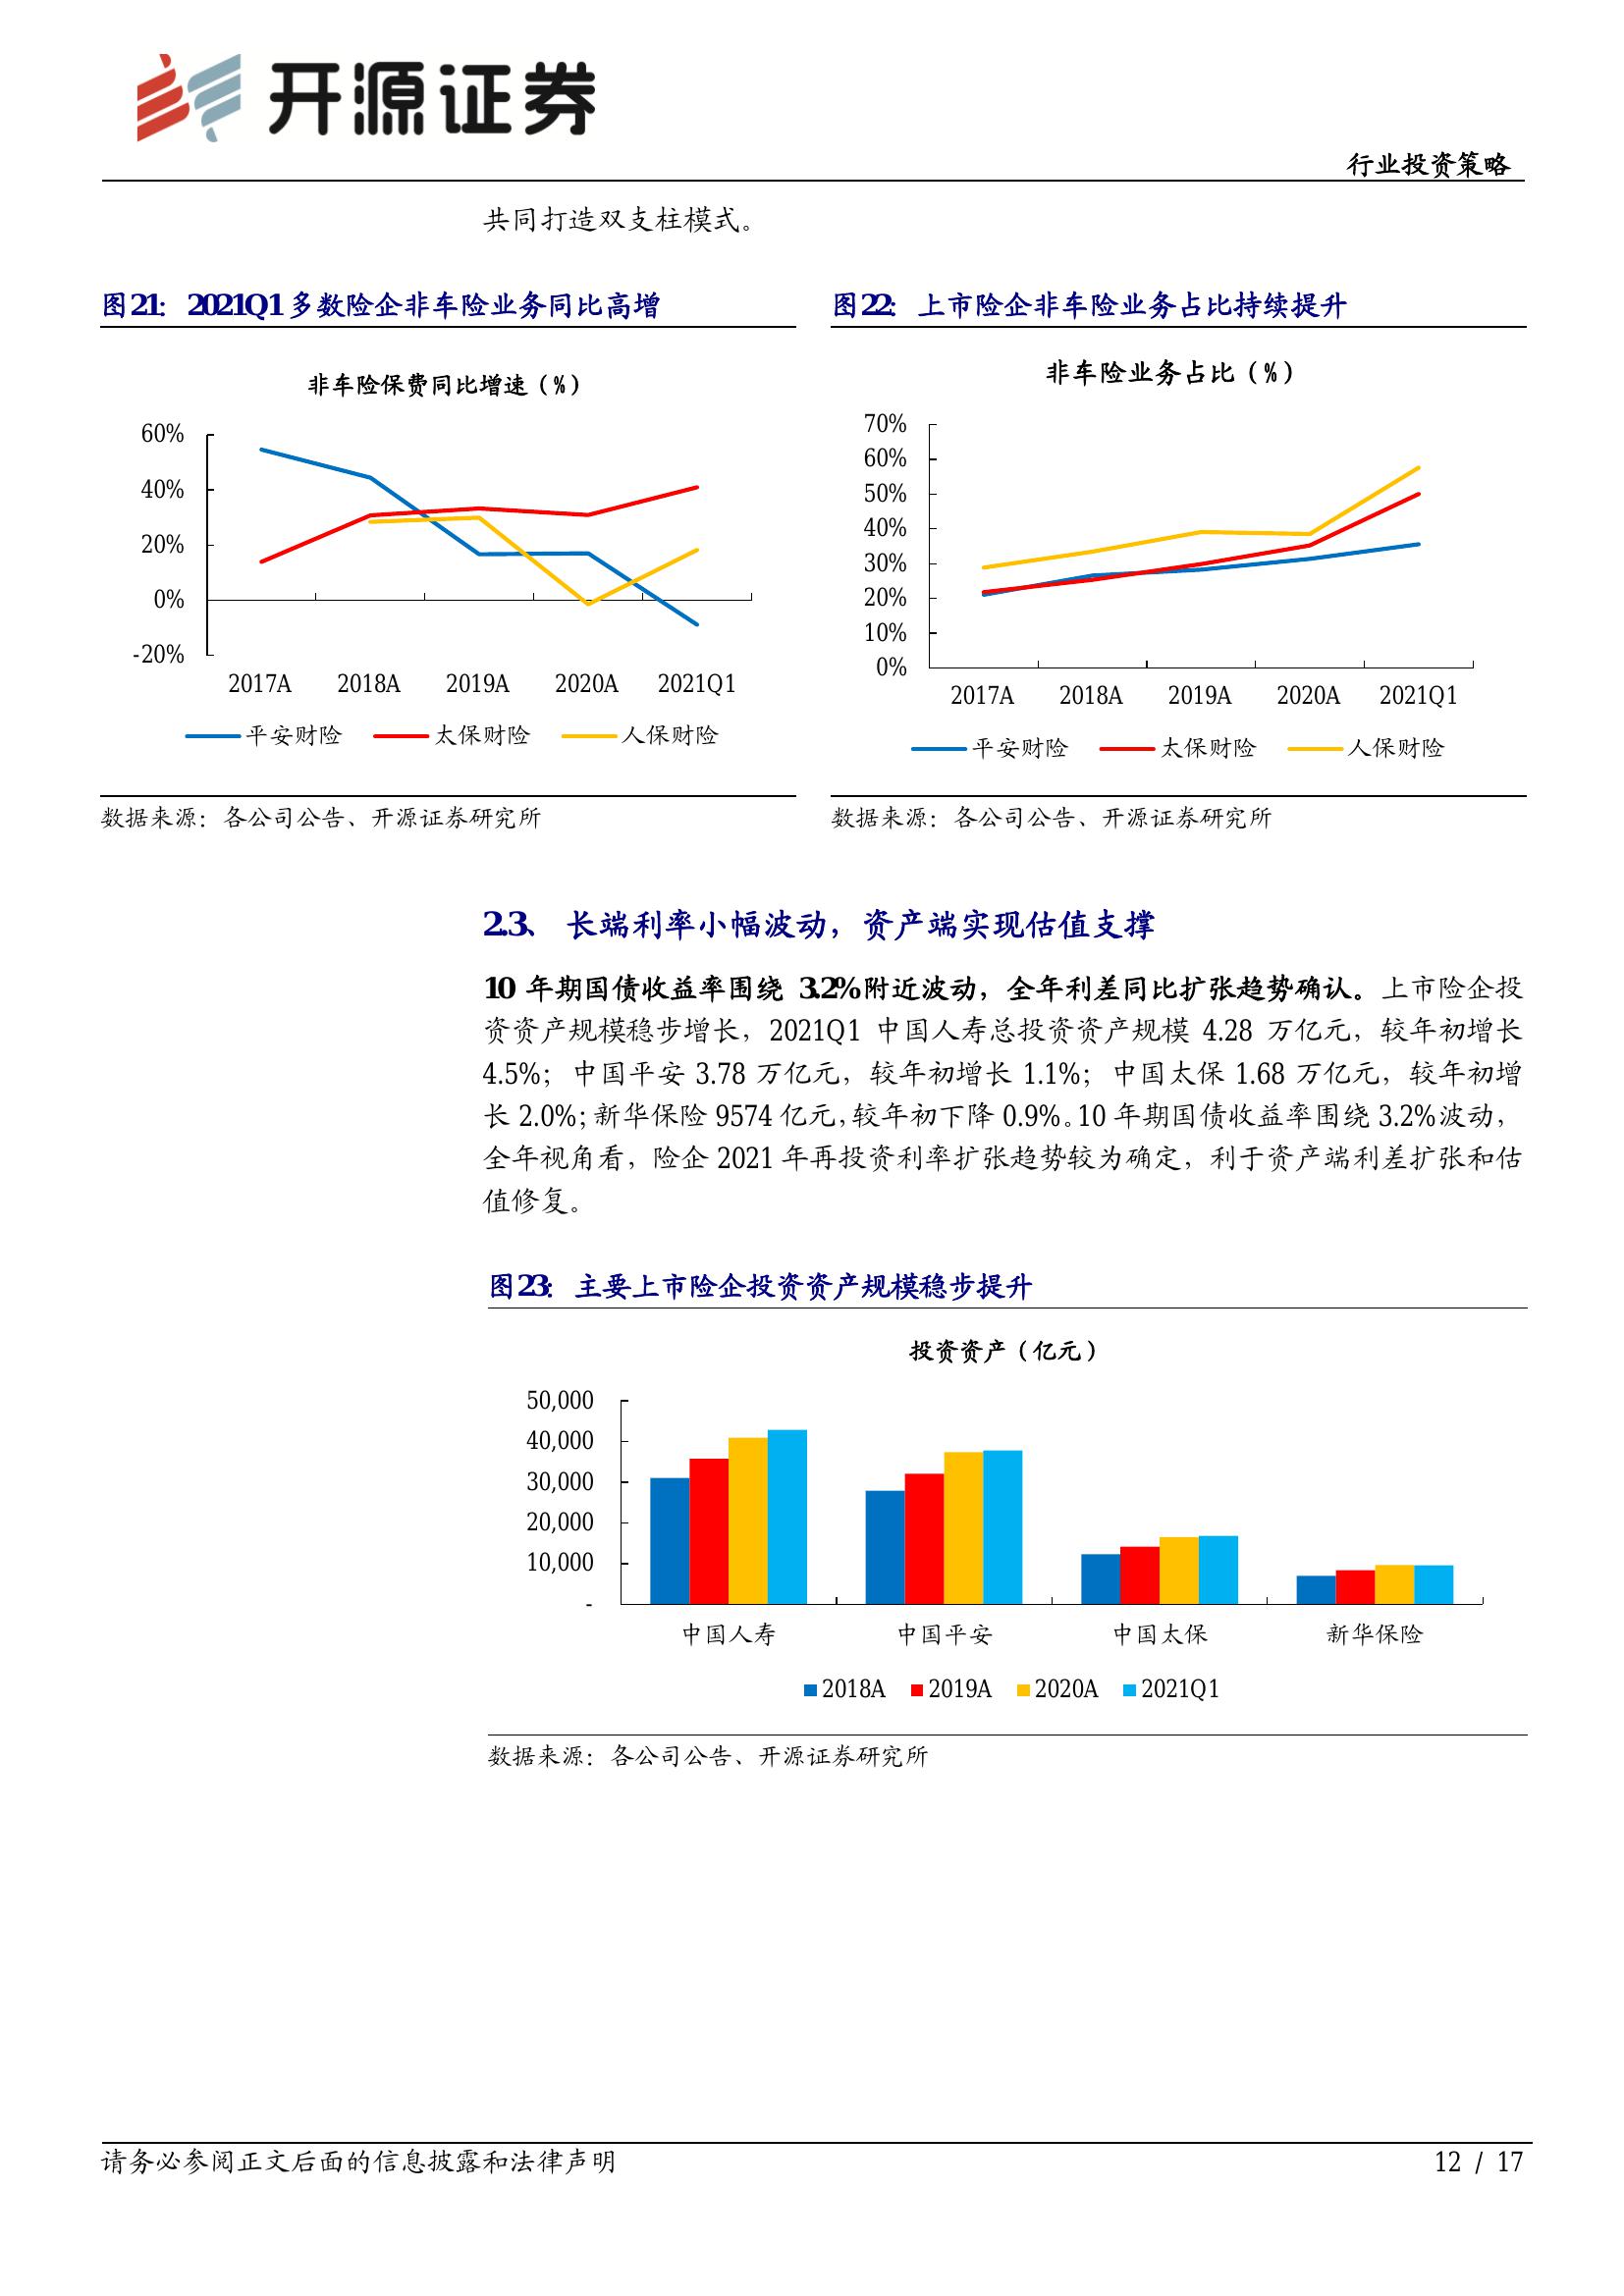 开源证券
行业投资策略
共同打造双支柱模式。
图21：2021Q1 多数险企非车险业务同比高增
非车险保费同比增速（%）
60%
40%
20%
0%
-20%
2017A 2018A 2019A 2020A 2021Q1
平安财险 太保财险 人保财险
数据来源：各公司公告、开源证券研究所
图22：上市险企非车险业务占比持续提升
非车险业务占比（%）
70%
60%
50%
40%
30%
20%
10%
0%
2017A 2018A 2019A 2020A 2021Q1
平安财险 太保财险 人保财险
数据来源：各公司公告、开源证券研究所
2.3、 长端利率小幅波动，资产端实现估值支撑
10 年期国债收益率围绕 3.2%附近波动，全年利差同比扩张趋势确认。上市险企投
资资产规模稳步增长，2021Q1 中国人寿总投资资产规模 4.28 万亿元，较年初增长
4.5%；中国平安 3.78 万亿元，较年初增长 1.1%；中国太保 1.68 万亿元，较年初增
长 2.0%；新华保险 9574 亿元，较年初下降 0.9%。10 年期国债收益率围绕 3.2%波动，
全年视角看，险企 2021 年再投资利率扩张趋势较为确定，利于资产端利差扩张和估
值修复。
图23：主要上市险企投资资产规模稳步提升
投资资产（亿元）
50,000
40,000
30,000
20,000
10,000
-
中国人寿 中国平安 中国太保 新华保险
2018A 2019A 2020A 2021Q1
数据来源：各公司公告、开源证券研究所
请务必参阅正文后面的信息披露和法律声明
12 / 17